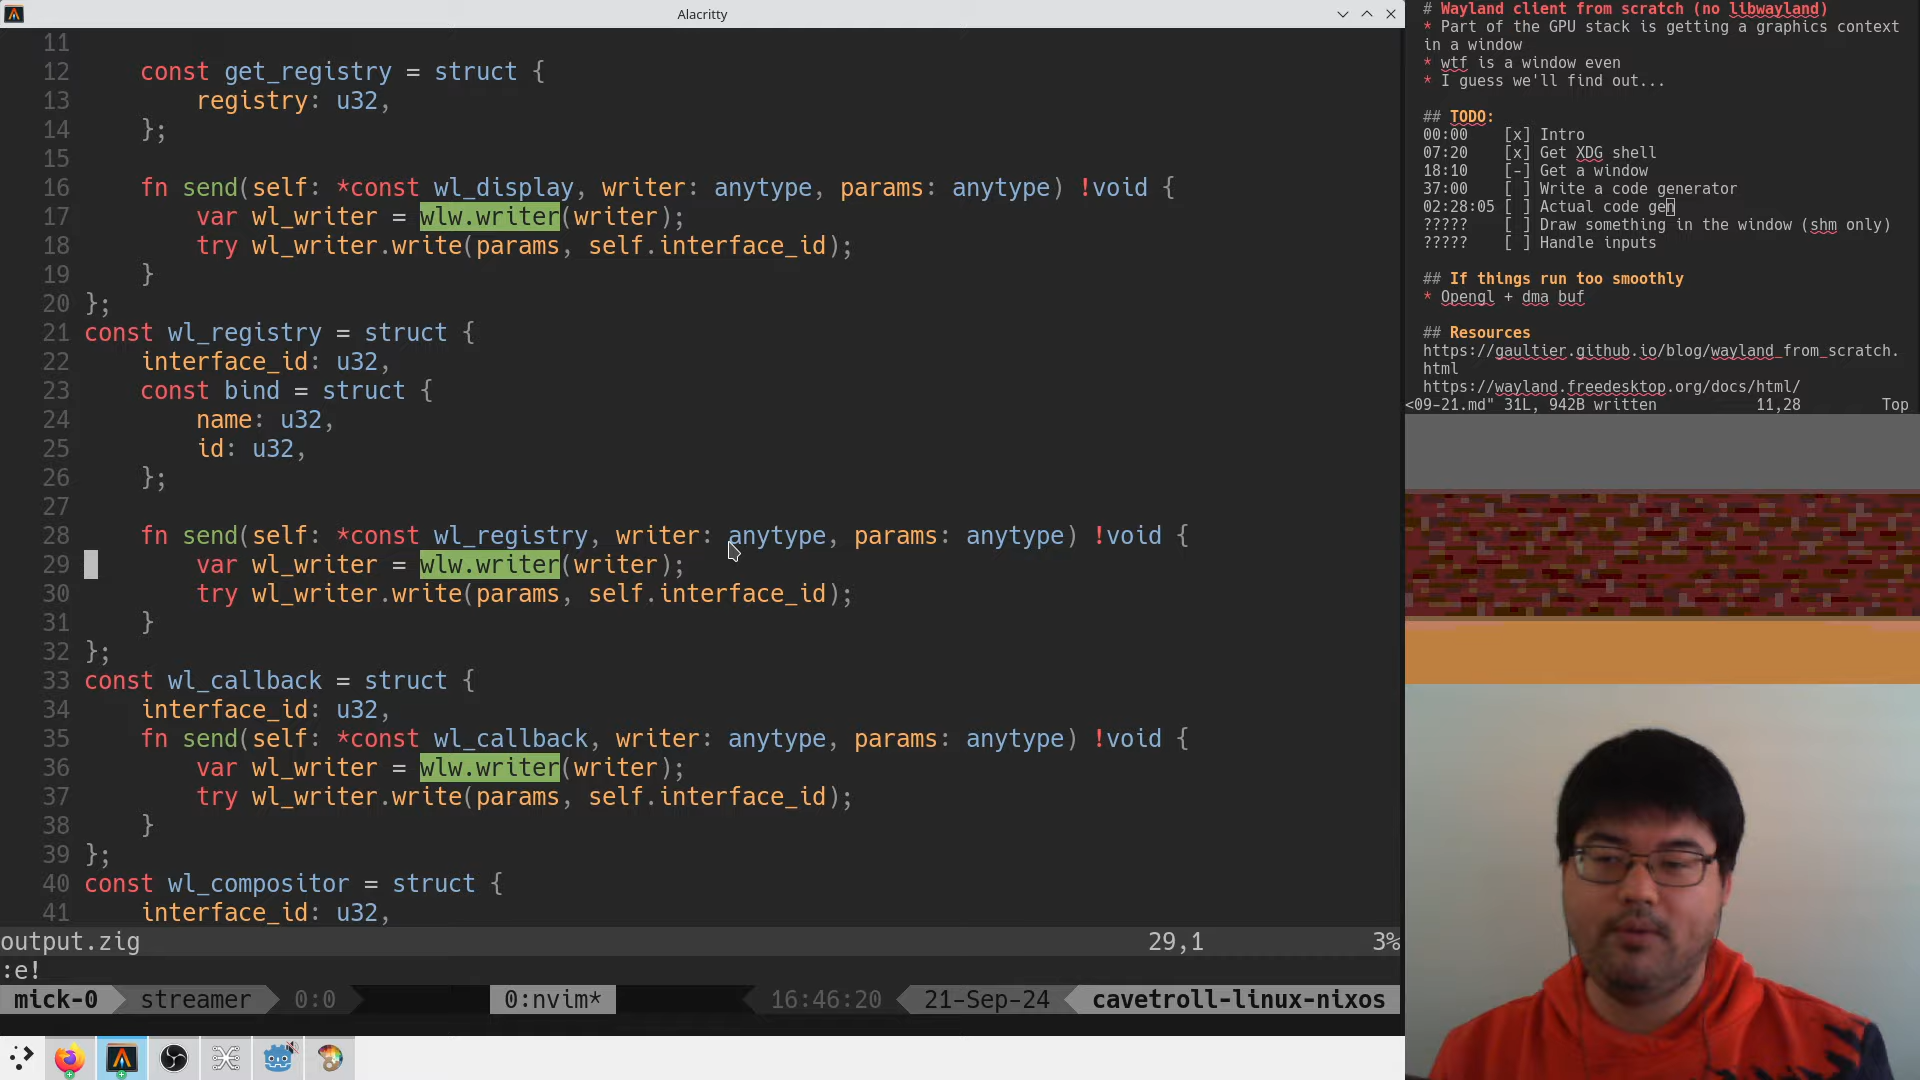 Alacritty
11
12 const get_registry = struct {
13 registry: u32,
14 };
15
16 fn send(self: *const wl_display, writer: anytype, params: anytype) !void {
17 var wl_writer = wlw.writer(writer);
18 try wl_writer.write(params, self.interface_id);
19 }
20 };
21 const wl_registry = struct {
22 interface_id: u32,
23 const bind = struct {
24 name: u32,
25 id: u32,
26 };
27
28 fn send(self: *const wl_registry, writer: anytype, params: anytype) !void {
29 var wl_writer = wlw.writer(writer);
30 try wl_writer.write(params, self.interface_id);
31 }
32 };
33 const wl_callback = struct {
34 interface_id: u32,
35 fn send(self: *const wl_callback, writer: anytype, params: anytype) !void {
36 var wl_writer = wlw.writer(writer);
37 try wl_writer.write(params, self.interface_id);
38 }
39 };
40 const wl_compositor = struct {
41 interface_id: u32,
output.zig 29,1 3%
:e!
mick-0 streamer 0:0 0:nvim* 16:46:20 21-Sep-24 cavetroll-linux-nixos
# Wayland client from scratch (no libwayland)
* Part of the GPU stack is getting a graphics context
in a window
* wtf is a window even
* I guess we'll find out...
## TODO:
00:00 [x] Intro
07:20 [x] Get XDG shell
18:10 [-] Get a window
37:00 [ ] Write a code generator
02:28:05 [ ] Actual code gen
????? [ ] Draw something in the window (shm only)
????? [ ] Handle inputs
## If things run too smoothly
* Opengl + dma buf
## Resources
https://gaultier.github.io/blog/wayland_from_scratch.
html
https://wayland.freedesktop.org/docs/html/
<09-21.md" 31L, 942B written 11,28 Top